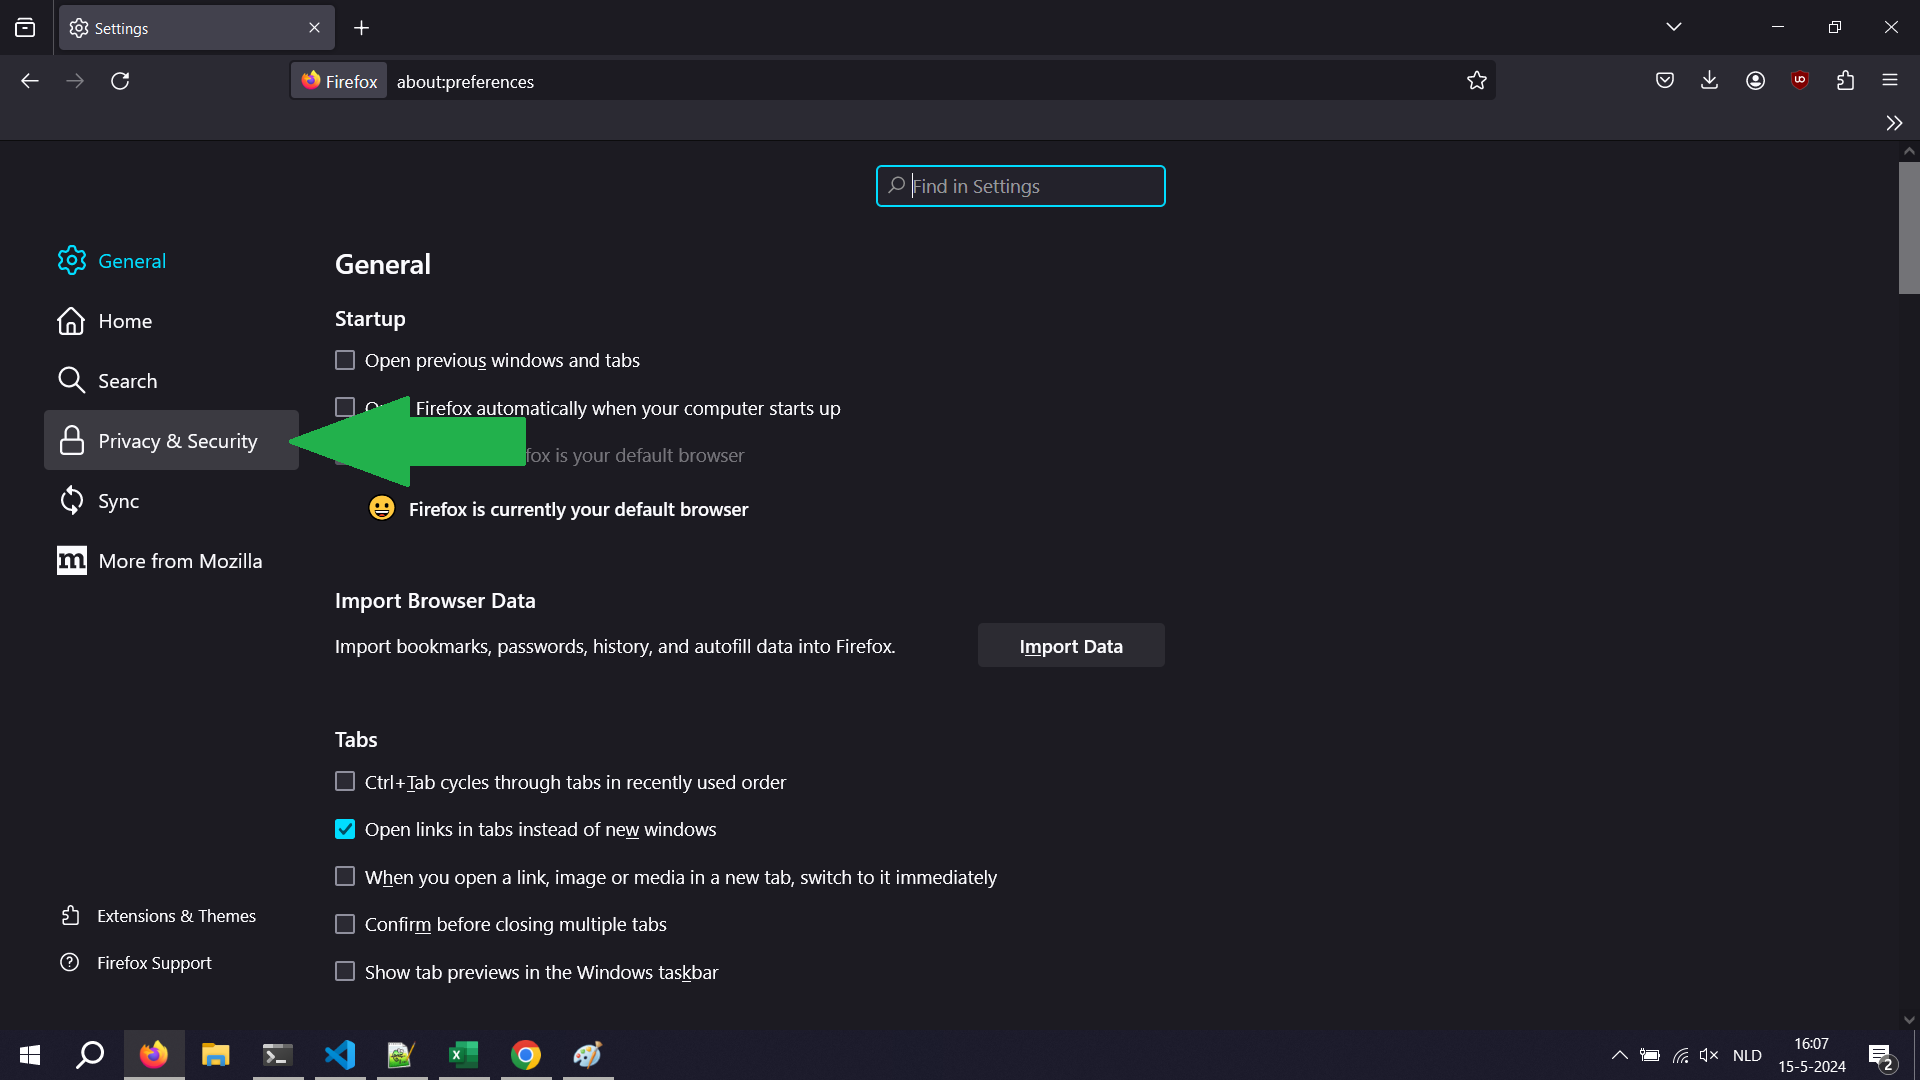 Settings
Firefox about:preferences
Find in Settings
General
Home
Search
Privacy & Security
Sync
More from Mozilla
Extensions & Themes
Firefox Support
General
Startup
Open previous windows and tabs
Firefox automatically when your computer starts up
is your default browser
Firefox is currently your default browser
Import Browser Data
Import bookmarks, passwords, history, and autofill data into Firefox.
Import Data
Tabs
Ctrl+Tab cycles through tabs in recently used order
Open links in tabs instead of new windows
When you open a link, image or media in a new tab, switch to it immediately
Confirm before closing multiple tabs
Show tab previews in the Windows taskbar
NLD
16:07
15-5-2024
2